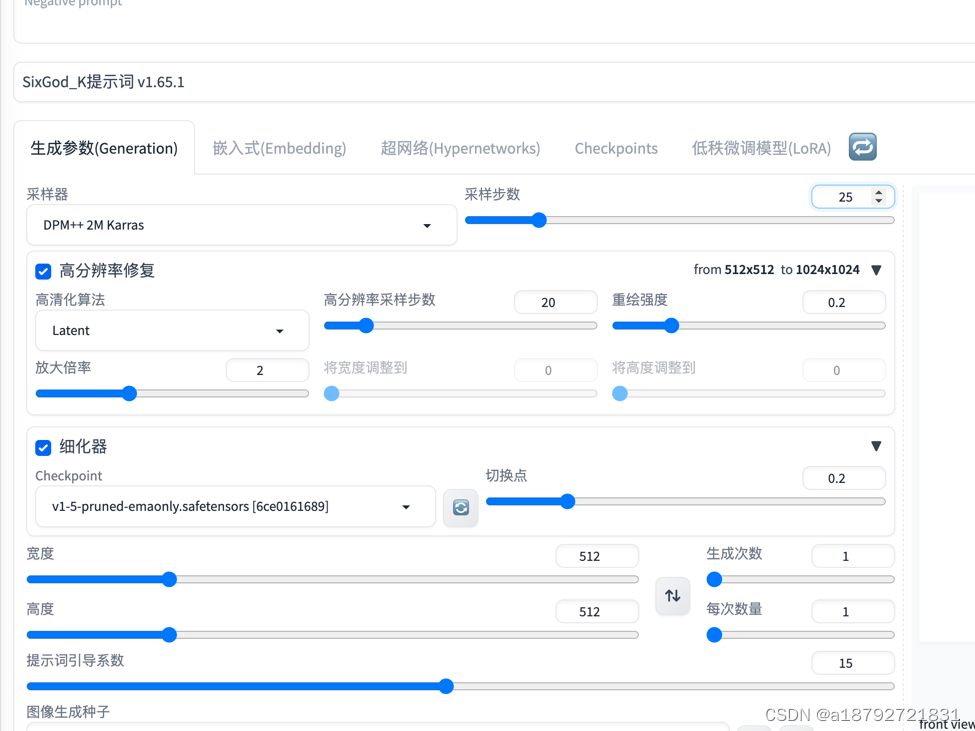 Negative prompt
SixGod_K提示词 v1.65.1
生成参数(Generation) 嵌入式(Embedding) 超网络(Hypernetworks) Checkpoints 低秩微调模型(LoRA)
采样器 采样步数 25
DPM++ 2M Karras
高分辨率修复 from 512x512 to 1024x1024
高清化算法 高分辨率采样步数 20 重绘强度 0.2
Latent
放大倍率 2 将宽度调整到 0 将高度调整到 0
细化器
Checkpoint 切换点 0.2
v1-5-pruned-emaonly.safetensors [6ce0161689]
宽度 512 生成次数 1
高度 512 每次数量 1
提示词引导系数 15
图像生成种子
CSDN @a18792721831
front view